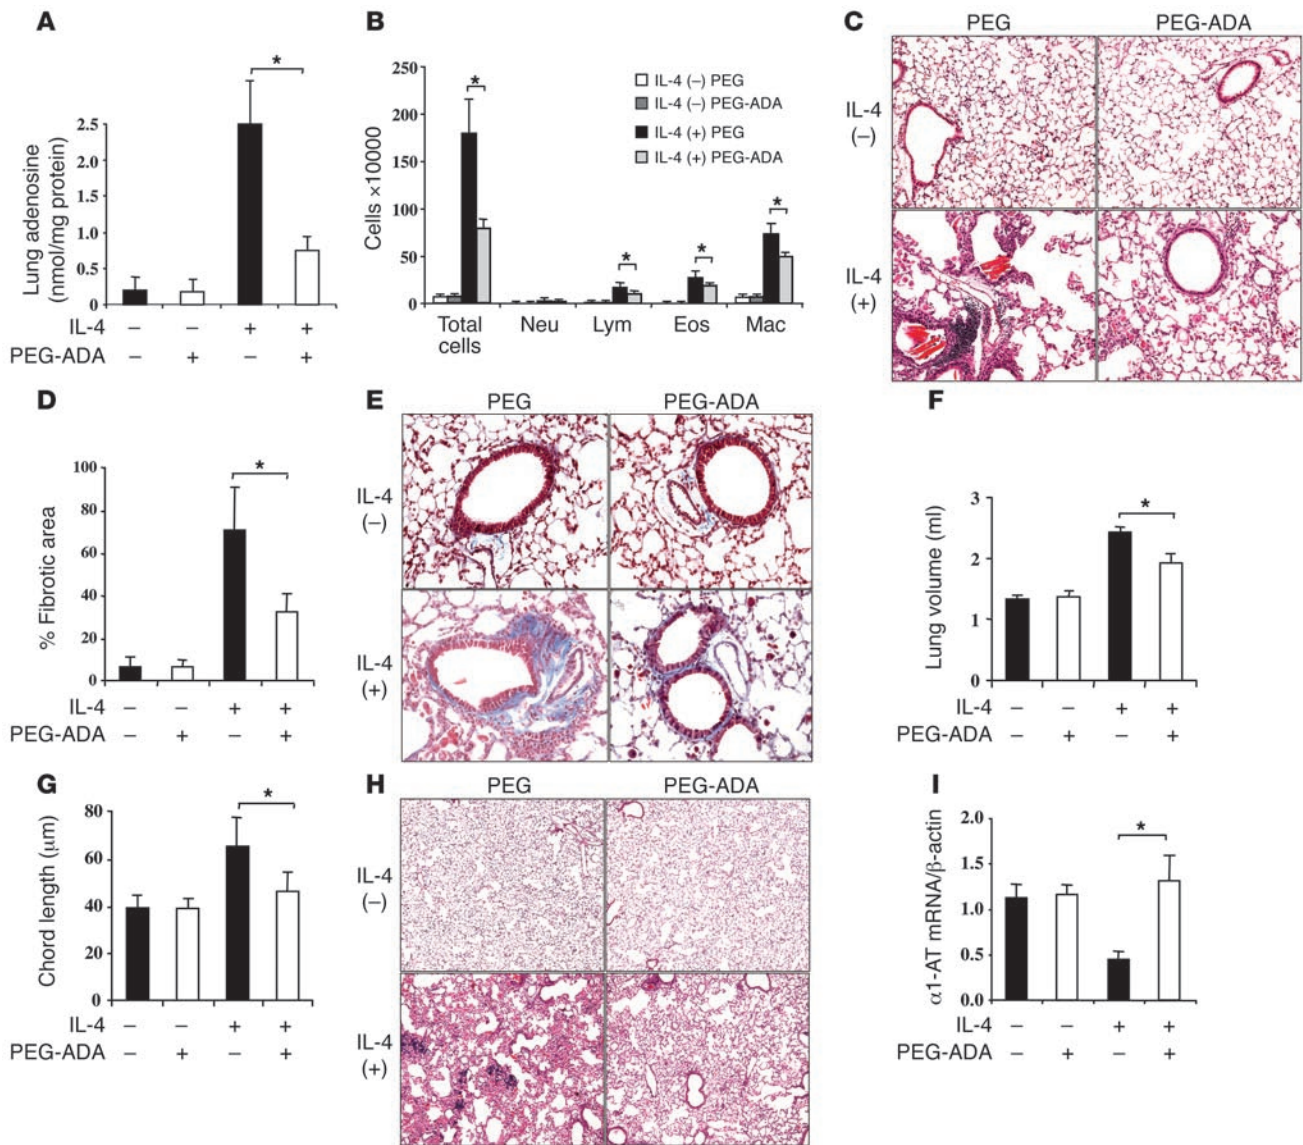 A
Lung adenosine
(nmol/mg protein)
2.5
2.0
1.5
1.0
0.5
0
*
IL-4 – – + +
PEG-ADA – + – +
B
Cells ×10000
250
200
150
100
50
0
* * * *
IL-4 (–) PEG
IL-4 (–) PEG-ADA
IL-4 (+) PEG
IL-4 (+) PEG-ADA
Total cells Neu Lym Eos Mac
C
PEG PEG-ADA
IL-4
(–)
IL-4
(+)
D
% Fibrotic area
100
80
60
40
20
0
*
IL-4 – – + +
PEG-ADA – + – +
E
PEG PEG-ADA
IL-4
(–)
IL-4
(+)
F
Lung volume (ml)
3
2
1
0
*
IL-4 – – + +
PEG-ADA – + – +
G
Chord length (μm)
80
60
40
20
0
*
IL-4 – – + +
PEG-ADA – + – +
H
PEG PEG-ADA
IL-4
(–)
IL-4
(+)
I
α1-AT mRNA/β-actin
2.0
1.5
1.0
0.5
0.0
*
IL-4 – – + +
PEG-ADA – + – +